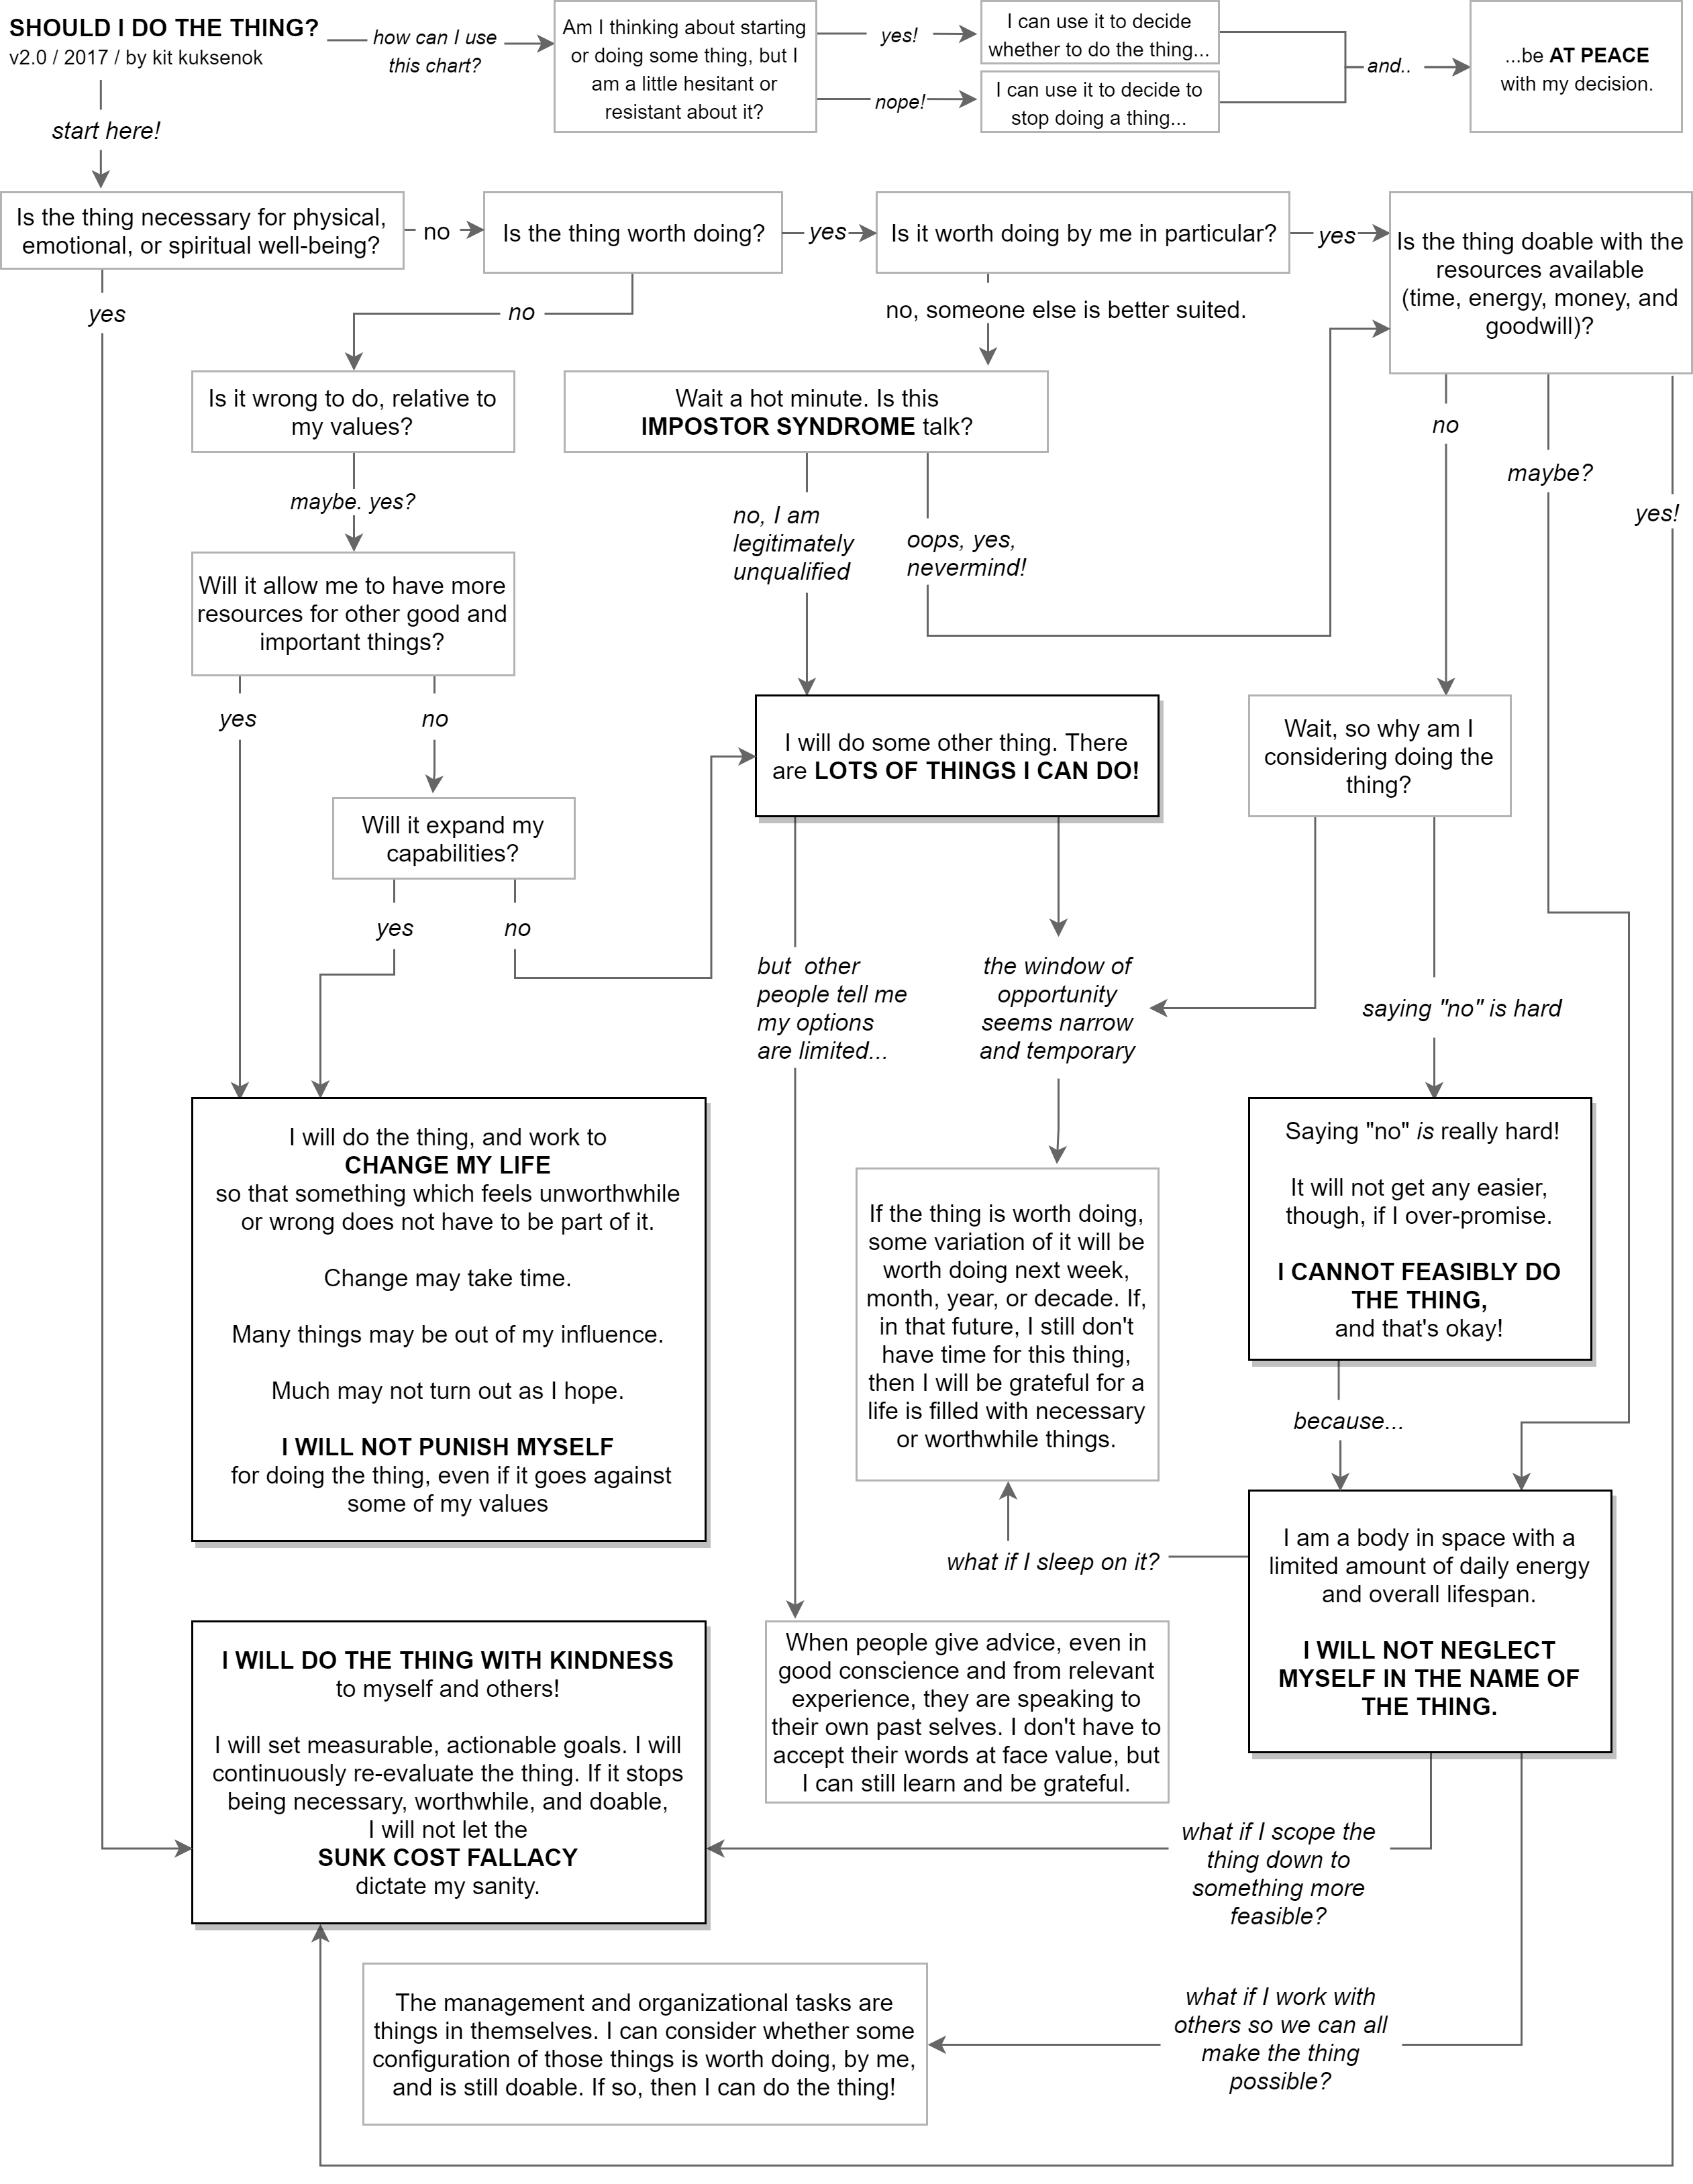 SHOULD I DO THE THING?
v2.0 / 2017 / by kit kuksenok
how can I use
this chart?
Am I thinking about starting
or doing some thing, but I
am a little hesitant or
resistant about it?
yes!
nope!
I can use it to decide
whether to do the thing...
I can use it to decide to
stop doing a thing...
and..
...be AT PEACE
with my decision.
start here!
Is the thing necessary for physical,
emotional, or spiritual well-being?
no
Is the thing worth doing?
yes
Is it worth doing by me in particular?
yes
Is the thing doable with the
resources available
(time, energy, money, and
goodwill)?
yes
no
no, someone else is better suited.
Is it wrong to do, relative to
my values?
Wait a hot minute. Is this
IMPOSTOR SYNDROME talk?
no
maybe?
yes!
maybe. yes?
no, I am
legitimately
unqualified
oops, yes,
nevermind!
Will it allow me to have more
resources for other good and
important things?
yes
no
I will do some other thing. There
are LOTS OF THINGS I CAN DO!
Wait, so why am I
considering doing the
thing?
Will it expand my
capabilities?
yes
no
but other
people tell me
my options
are limited...
the window of
opportunity
seems narrow
and temporary
saying "no" is hard
I will do the thing, and work to
CHANGE MY LIFE
so that something which feels unworthwhile
or wrong does not have to be part of it.
Change may take time.
Many things may be out of my influence.
Much may not turn out as I hope.
I WILL NOT PUNISH MYSELF
for doing the thing, even if it goes against
some of my values
If the thing is worth doing,
some variation of it will be
worth doing next week,
month, year, or decade. If,
in that future, I still don't
have time for this thing,
then I will be grateful for a
life is filled with necessary
or worthwhile things.
Saying "no" is really hard!
It will not get any easier,
though, if I over-promise.
I CANNOT FEASIBLY DO
THE THING,
and that's okay!
because...
what if I sleep on it?
I am a body in space with a
limited amount of daily energy
and overall lifespan.
I WILL NOT NEGLECT
MYSELF IN THE NAME OF
THE THING.
I WILL DO THE THING WITH KINDNESS
to myself and others!
I will set measurable, actionable goals. I will
continuously re-evaluate the thing. If it stops
being necessary, worthwhile, and doable,
I will not let the
SUNK COST FALLACY
dictate my sanity.
When people give advice, even in
good conscience and from relevant
experience, they are speaking to
their own past selves. I don't have to
accept their words at face value, but
I can still learn and be grateful.
what if I scope the
thing down to
something more
feasible?
The management and organizational tasks are
things in themselves. I can consider whether some
configuration of those things is worth doing, by me,
and is still doable. If so, then I can do the thing!
what if I work with
others so we can all
make the thing
possible?